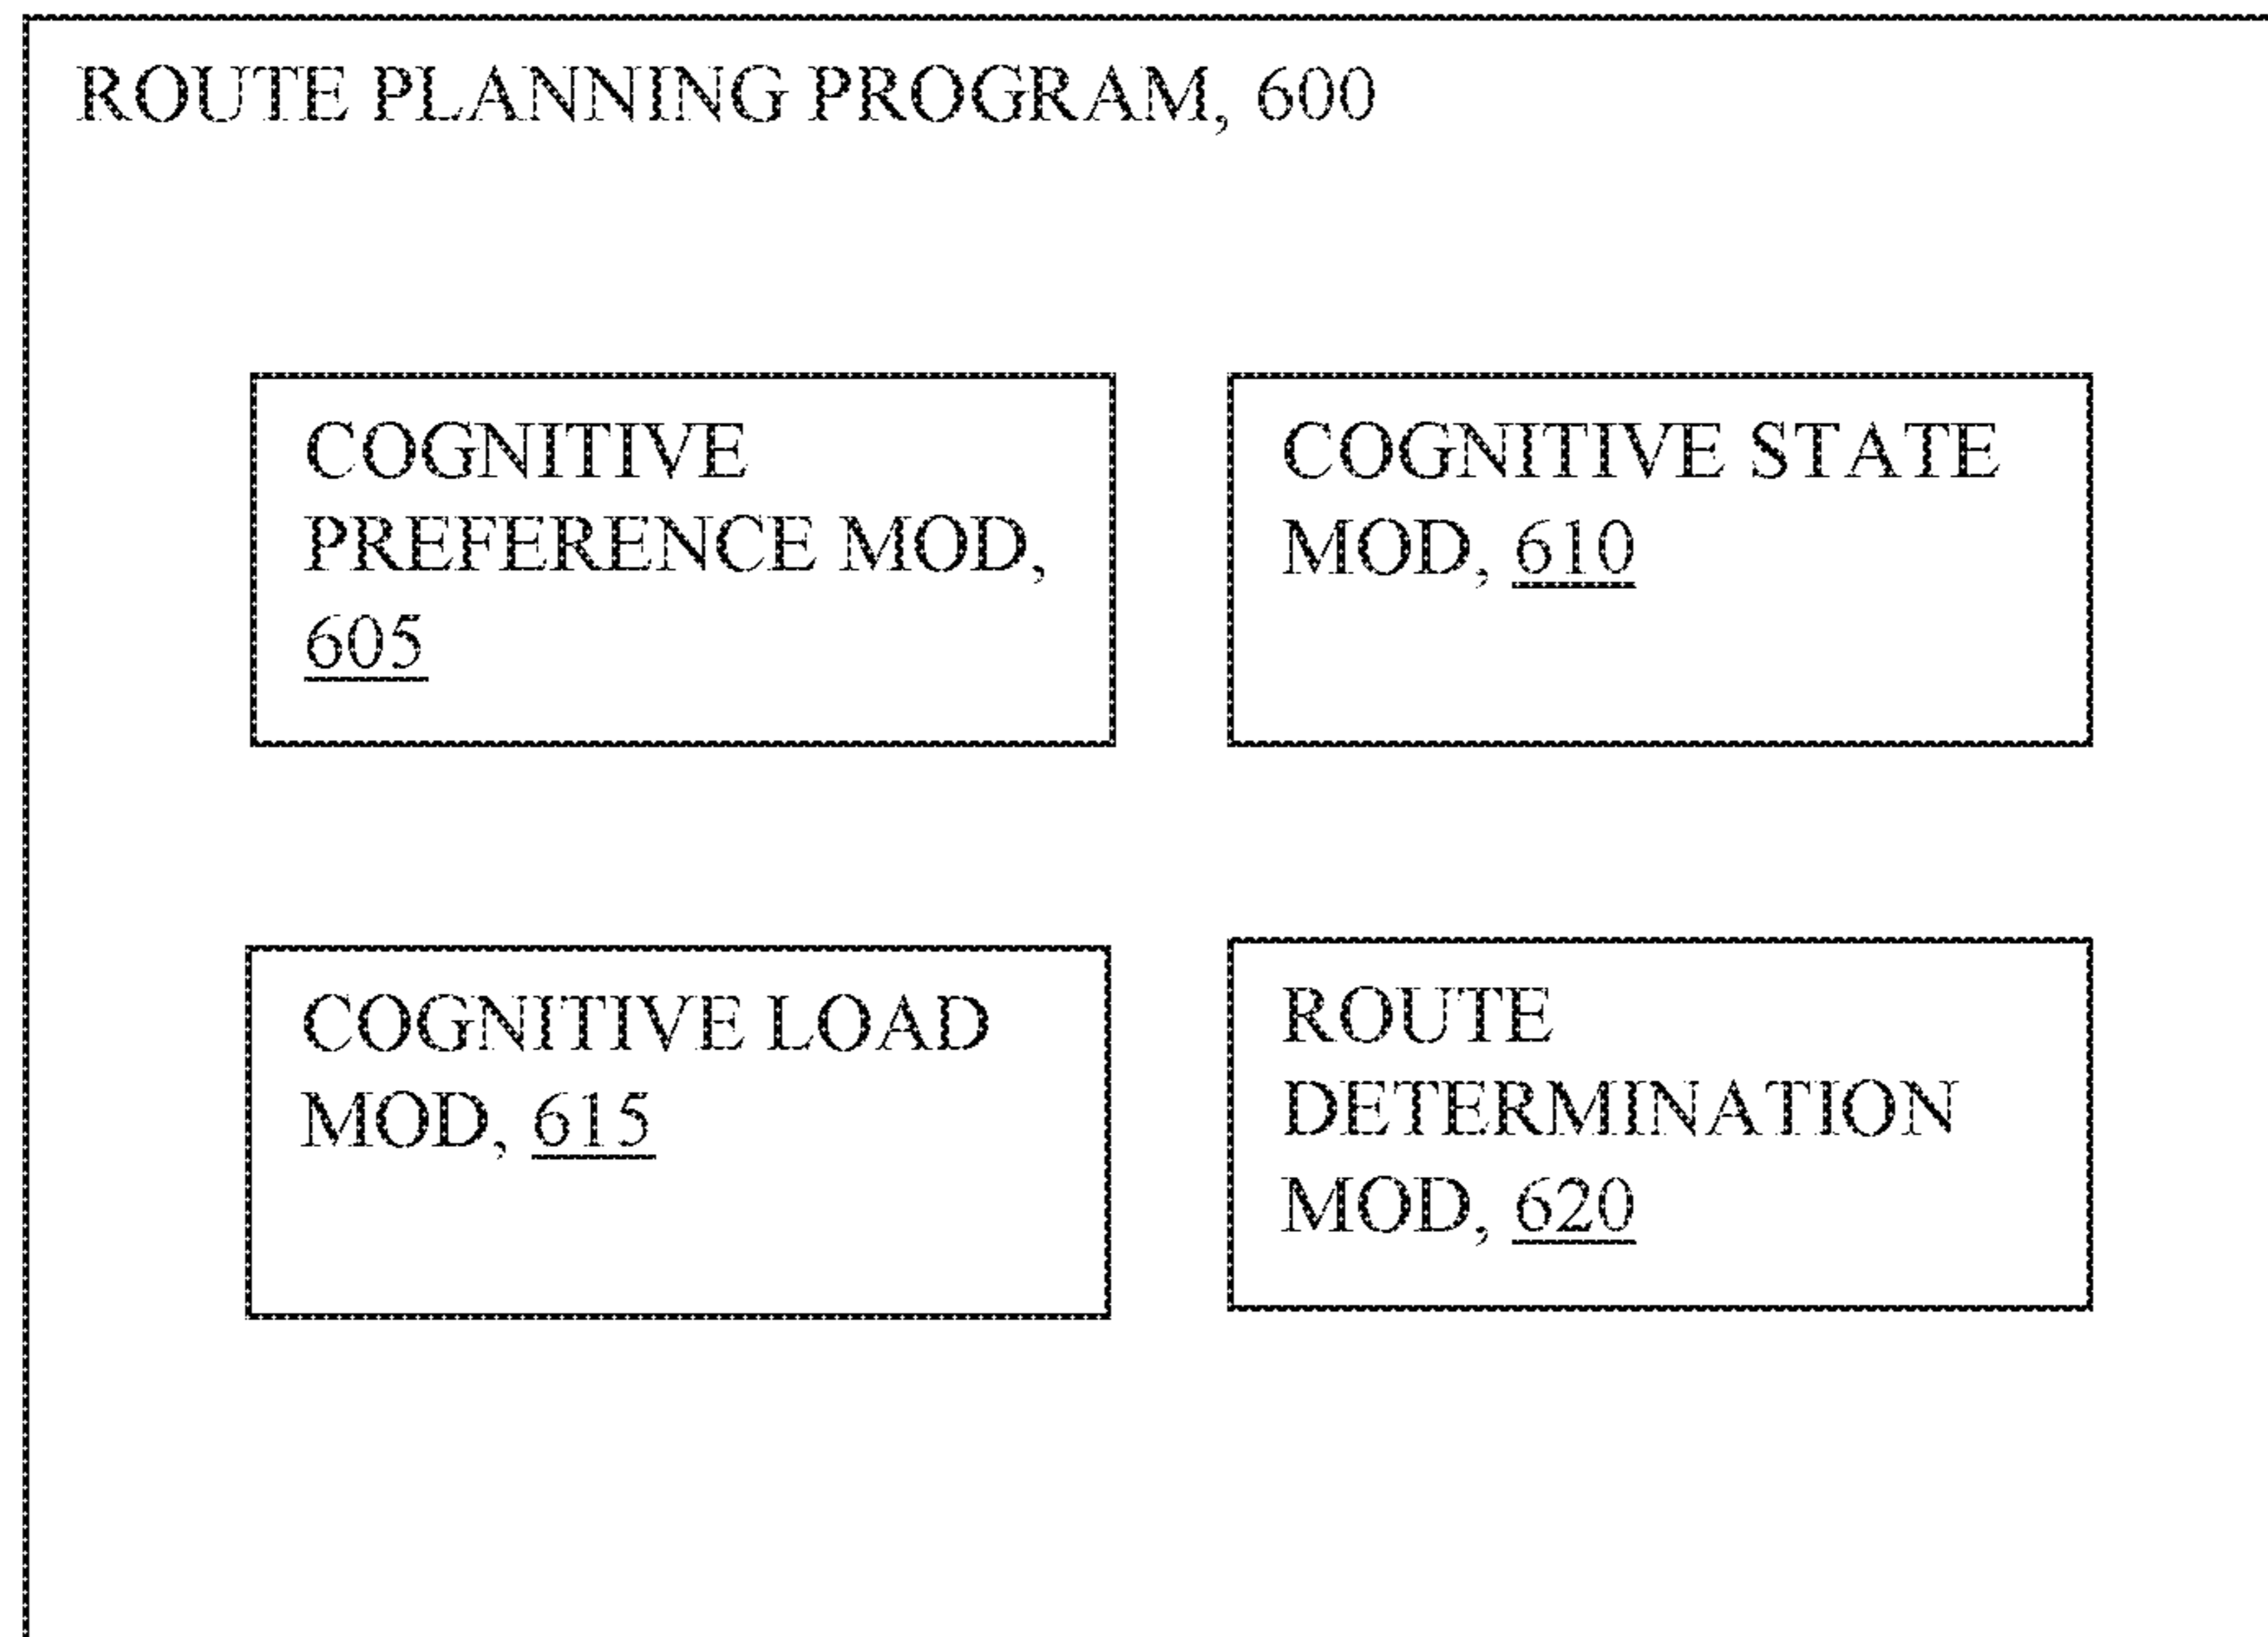 ROUTE PLANNING PROGRAM, 600
COGNITIVE
PREFERENCE MOD,
605
COGNITIVE STATE
MOD, 610
COGNITIVE LOAD
MOD, 615
ROUTE
DETERMINATION
MOD, 620